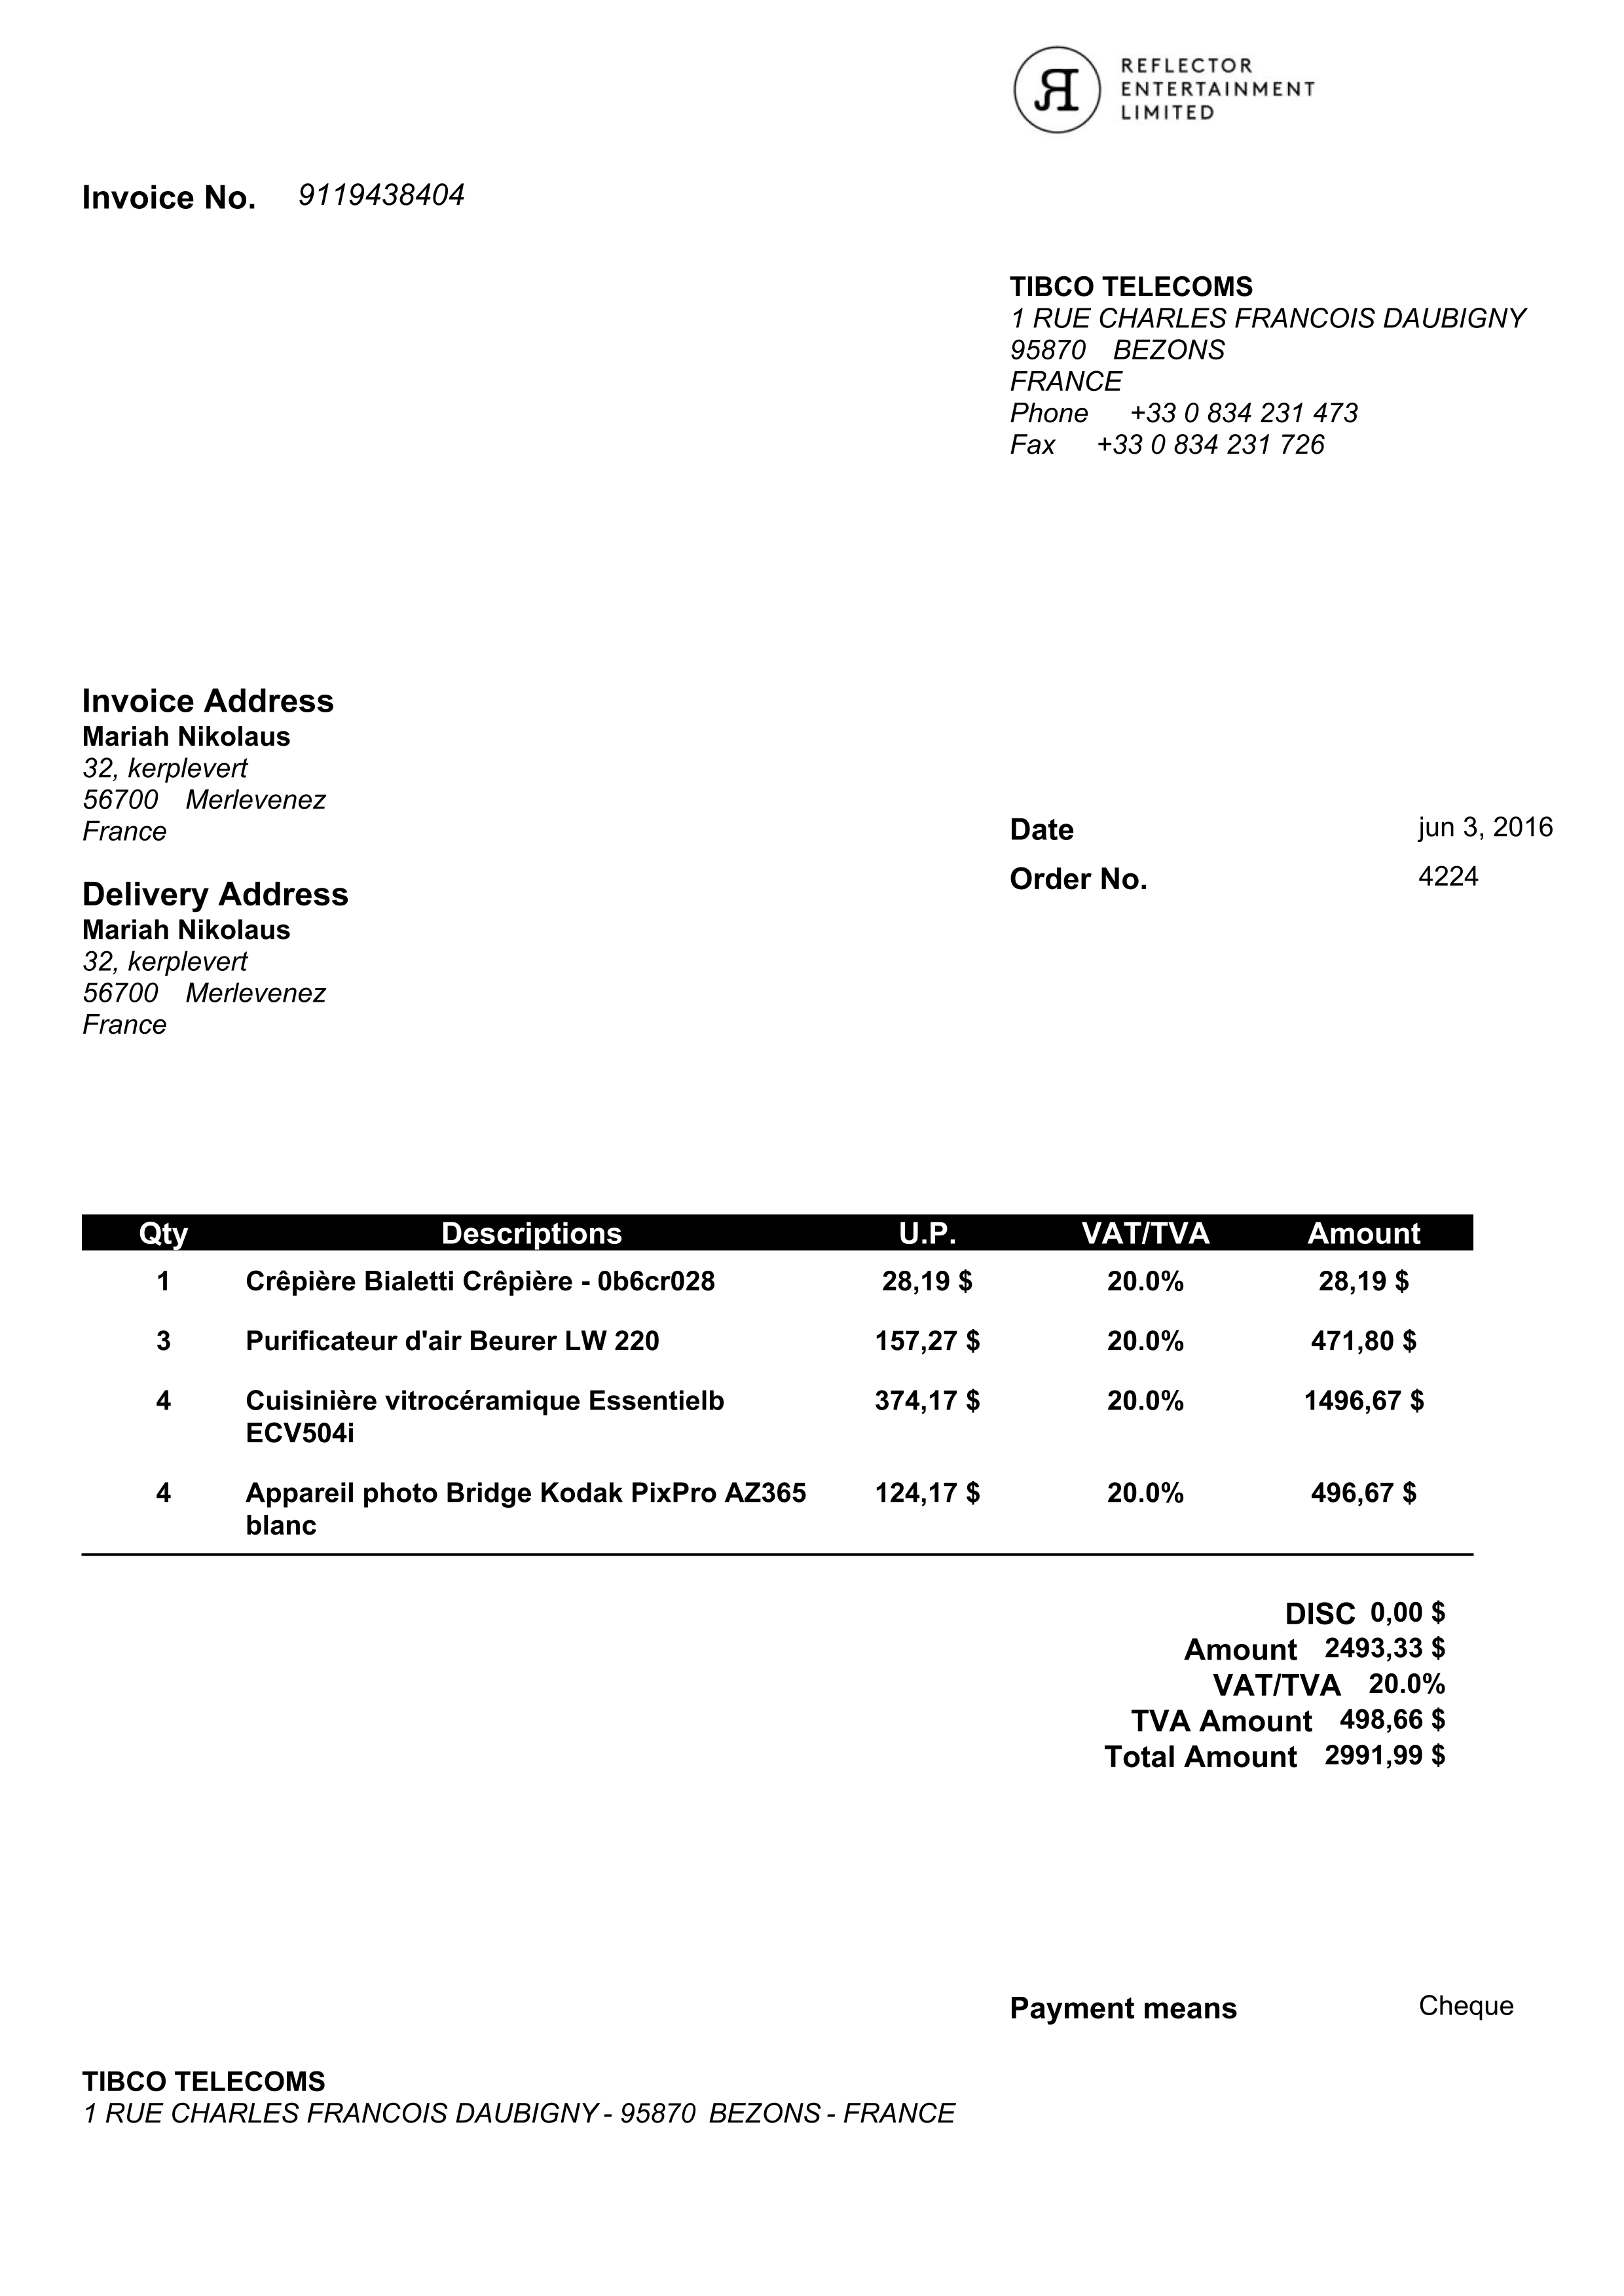 REFLECTOR
ENTERTAINMENT
LIMITED
Invoice No. 9119438404
TIBCO TELECOMS
1 RUE CHARLES FRANCOIS DAUBIGNY
95870 BEZONS
FRANCE
Phone +33 0 834 231 473
Fax +33 0 834 231 726
Invoice Address
Mariah Nikolaus
32, kerplevert
56700 Merlevenez
France
Date jun 3, 2016
Order No. 4224
Delivery Address
Mariah Nikolaus
32, kerplevert
56700 Merlevenez
France
Qty Descriptions U.P. VAT/TVA Amount
1 Crêpière Bialetti Crêpière - 0b6cr028 28,19 $ 20.0% 28,19 $
3 Purificateur d'air Beurer LW 220 157,27 $ 20.0% 471,80 $
4 Cuisinière vitrocéramique Essentielb 374,17 $ 20.0% 1496,67 $
ECV504i
4 Appareil photo Bridge Kodak PixPro AZ365 124,17 $ 20.0% 496,67 $
blanc
DISC 0,00 $
Amount 2493,33 $
VAT/TVA 20.0%
TVA Amount 498,66 $
Total Amount 2991,99 $
Payment means Cheque
TIBCO TELECOMS
1 RUE CHARLES FRANCOIS DAUBIGNY - 95870 BEZONS - FRANCE